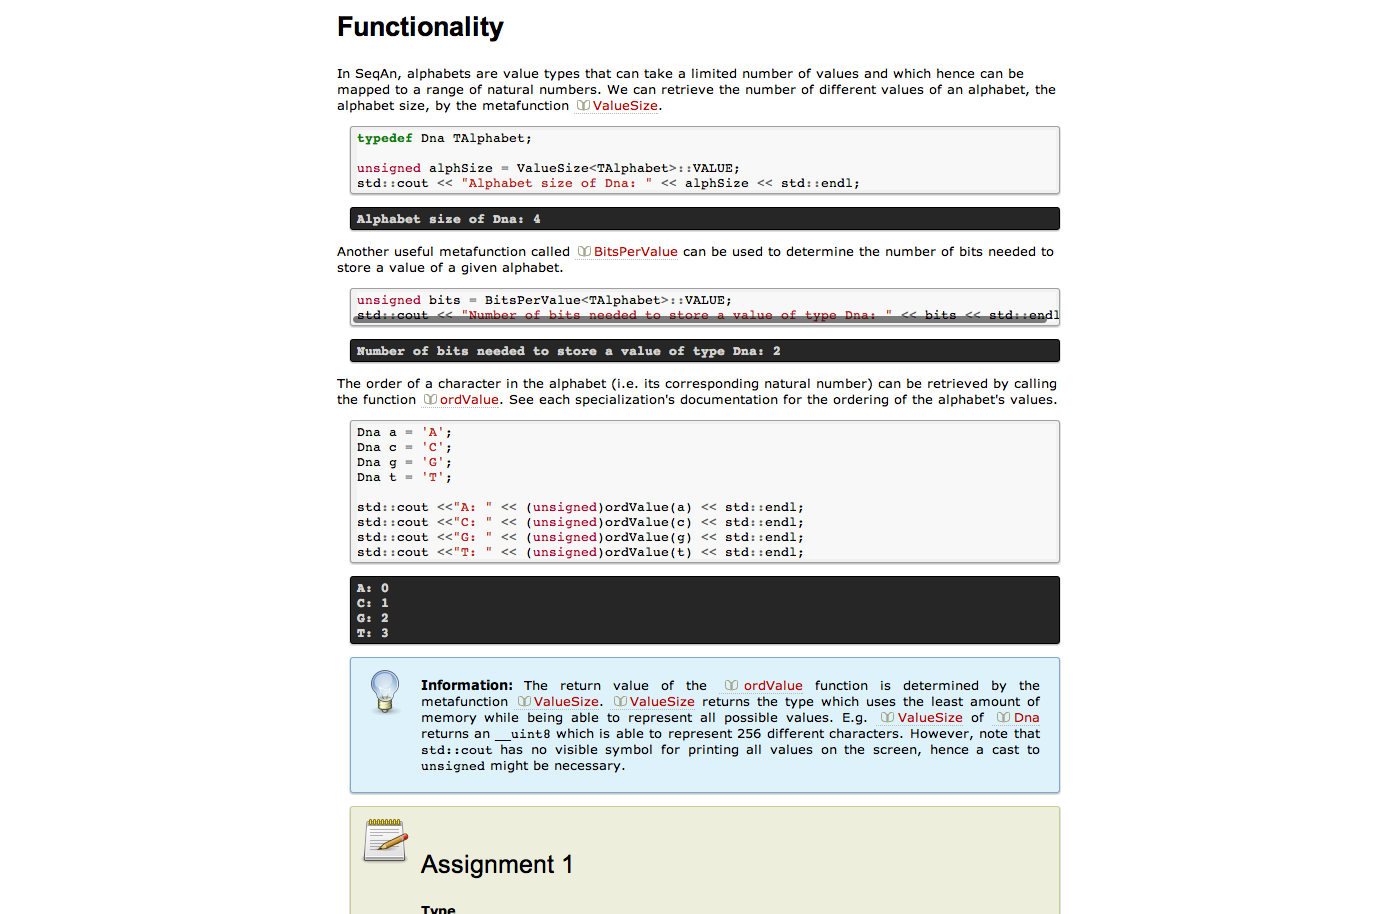 Functionality
In SeqAn, alphabets are value types that can take a limited number of values and which hence can be
mapped to a range of natural numbers. We can retrieve the number of different values of an alphabet, the
alphabet size, by the metafunction ValueSize.
typedef Dna TAlphabet;
unsigned alphSize = ValueSize<TAlphabet>::VALUE;
std::cout << "Alphabet size of Dna: " << alphSize << std::endl;
Alphabet size of Dna: 4
Another useful metafunction called BitsPerValue can be used to determine the number of bits needed to
store a value of a given alphabet.
unsigned bits = BitsPerValue<TAlphabet>::VALUE;
std::cout << "Number of bits needed to store a value of type Dna: " << bits << std::endl
Number of bits needed to store a value of type Dna: 2
The order of a character in the alphabet (i.e. its corresponding natural number) can be retrieved by calling
the function ordValue. See each specialization's documentation for the ordering of the alphabet's values.
Dna a = 'A';
Dna c = 'C';
Dna g = 'G';
Dna t = 'T';
std::cout <<"A: " << (unsigned)ordValue(a) << std::endl;
std::cout <<"C: " << (unsigned)ordValue(c) << std::endl;
std::cout <<"G: " << (unsigned)ordValue(g) << std::endl;
std::cout <<"T: " << (unsigned)ordValue(t) << std::endl;
A: 0
C: 1
G: 2
T: 3
Information: The return value of the ordValue function is determined by the
metafunction ValueSize. ValueSize returns the type which uses the least amount of
memory while being able to represent all possible values. E.g. ValueSize of Dna
returns an __uint8 which is able to represent 256 different characters. However, note that
std::cout has no visible symbol for printing all values on the screen, hence a cast to
unsigned might be necessary.
Assignment 1
Type